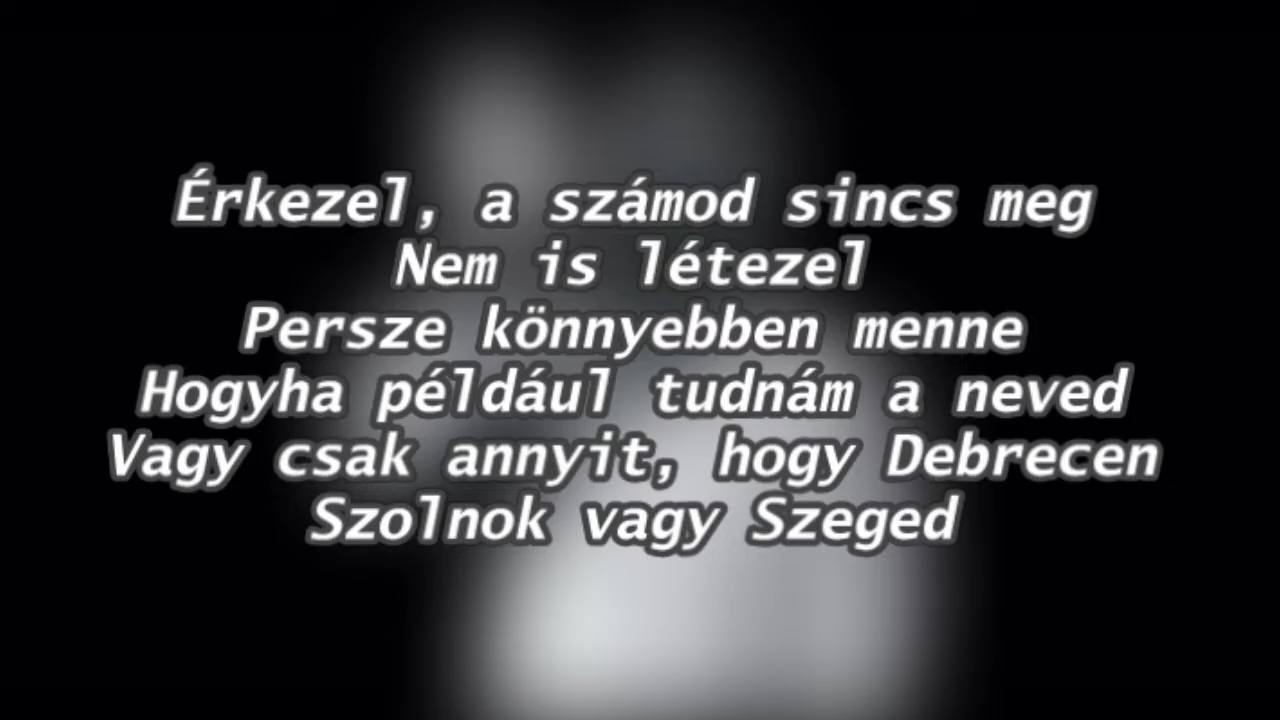 Érkezel, a számod sincs meg
Nem is létezel
Persze könnyebben menne
Hogyha például tudnám a neved
Vagy csak annyit, hogy Debrecen
Szolnok vagy Szeged